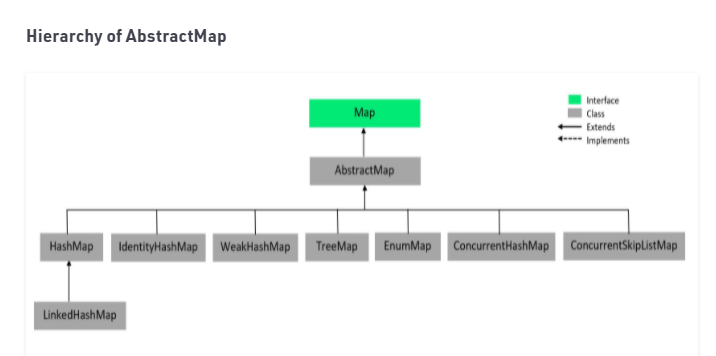 Hierarchy of AbstractMap
Map
Interface
Class
Extends
Implements
AbstractMap
HashMap
IdentityHashMap
WeakHashMap
TreeMap
EnumMap
ConcurrentHashMap
ConcurrentSkipListMap
LinkedHashMap